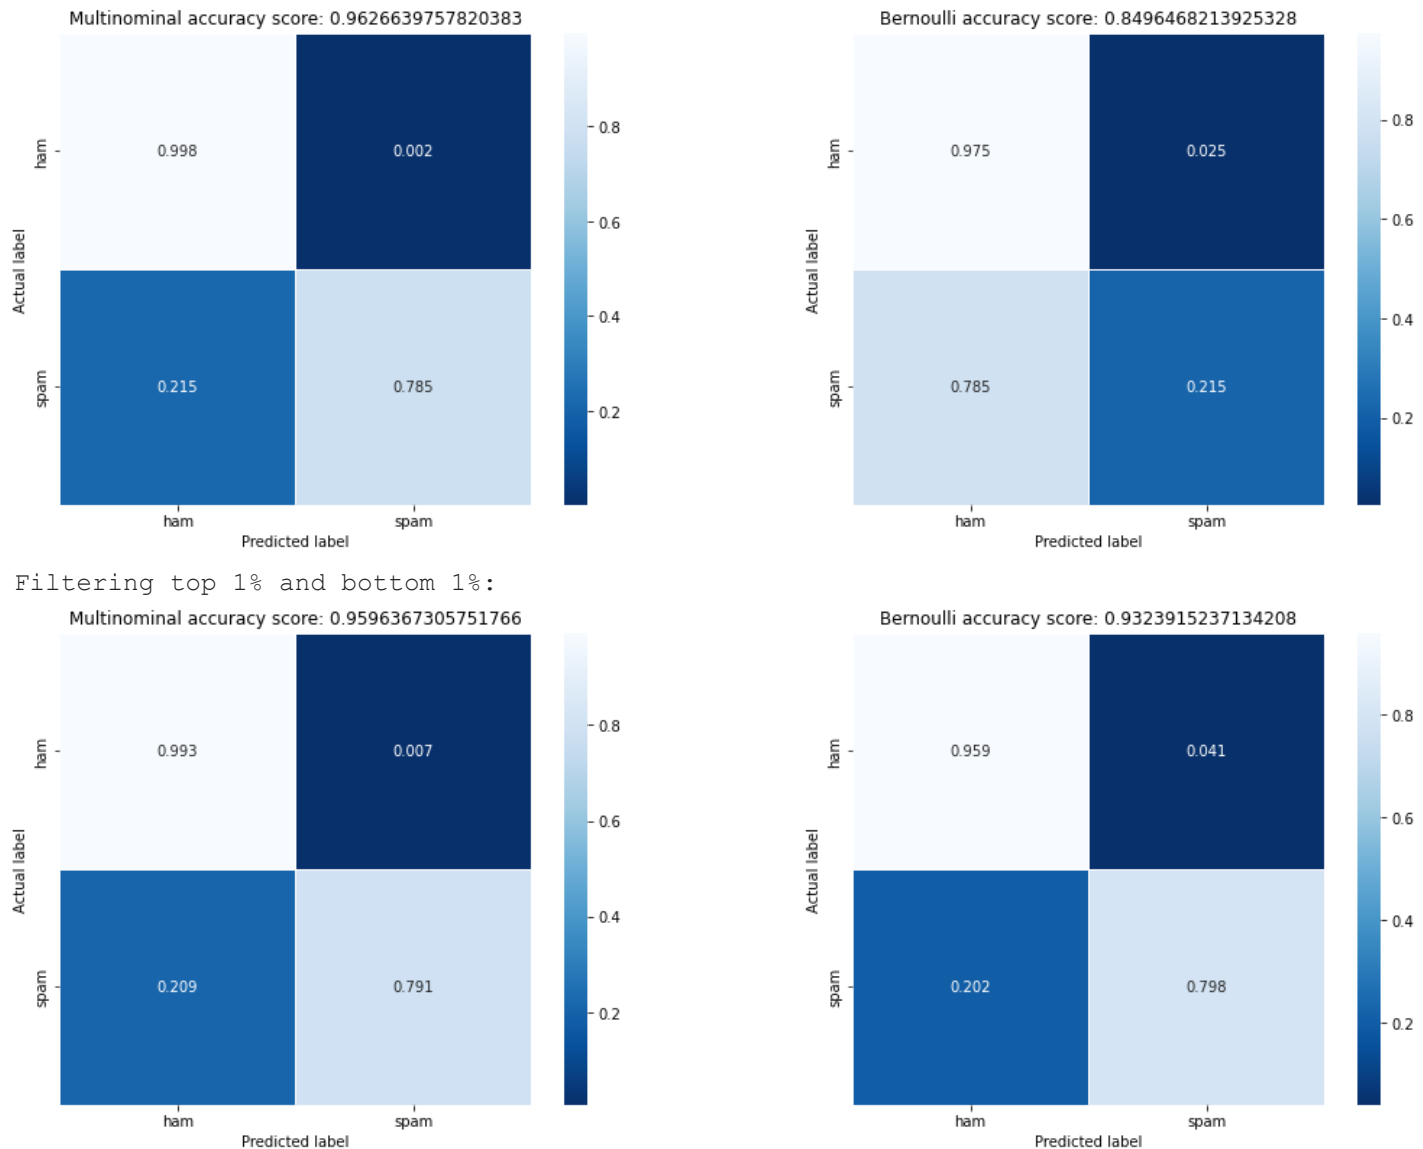 Multinominal accuracy score: 0.9626639757820383
ham
0.998
0.002
spam
0.215
0.785
Actual label
ham
spam
Predicted label
0.8
0.6
0.4
0.2
Bernoulli accuracy score: 0.8496468213925328
ham
0.975
0.025
spam
0.785
0.215
Actual label
ham
spam
Predicted label
0.8
0.6
0.4
0.2
Filtering top 1% and bottom 1%:
Multinominal accuracy score: 0.9596367305751766
ham
0.993
0.007
spam
0.209
0.791
Actual label
ham
spam
Predicted label
0.8
0.6
0.4
0.2
Bernoulli accuracy score: 0.9323915237134208
ham
0.959
0.041
spam
0.202
0.798
Actual label
ham
spam
Predicted label
0.8
0.6
0.4
0.2